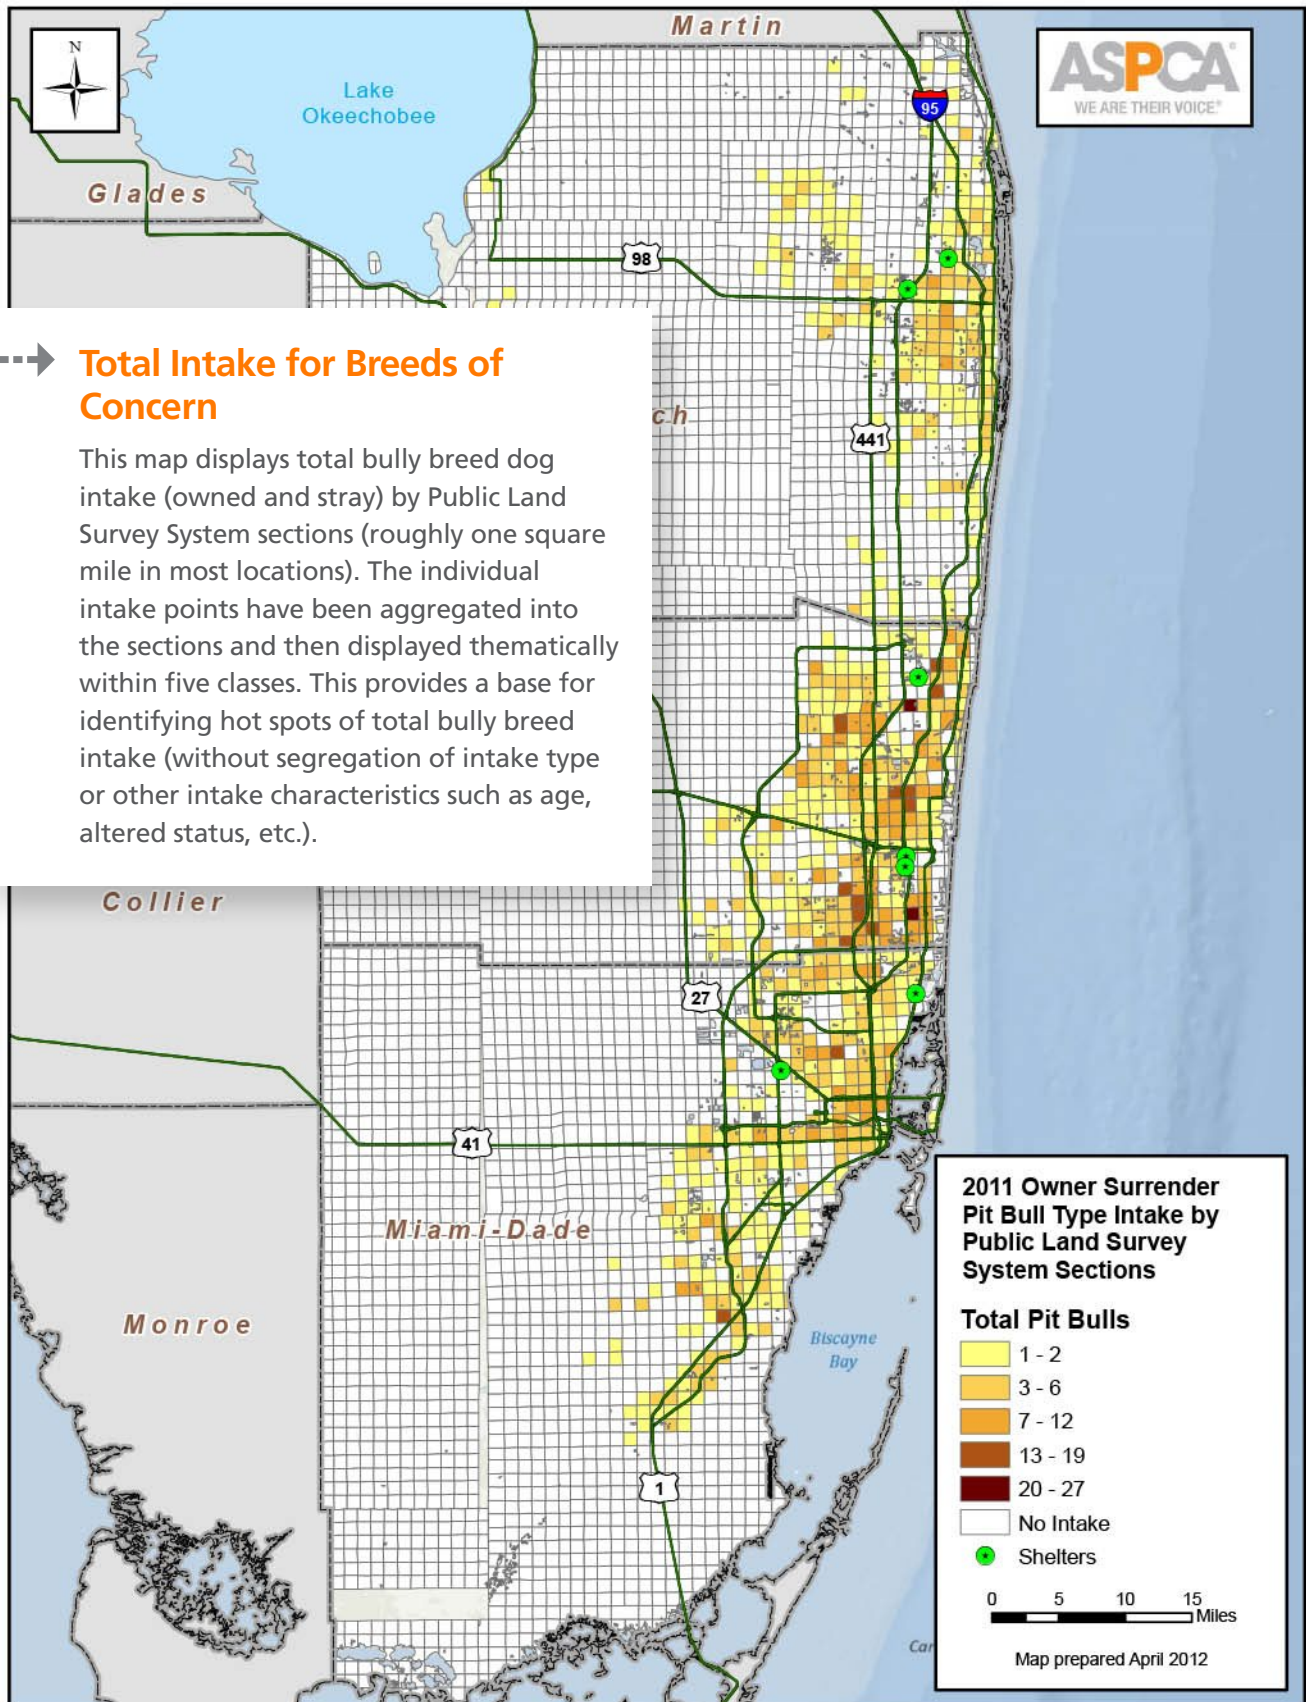 Martin
N
ASPCA®
WE ARE THEIR VOICE®
95
Lake
Okeechobee
Glades
98
Total Intake for Breeds of
Concern
This map displays total bully breed dog
intake (owned and stray) by Public Land
Survey System sections (roughly one square
mile in most locations). The individual
intake points have been aggregated into
the sections and then displayed thematically
within five classes. This provides a base for
identifying hot spots of total bully breed
intake (without segregation of intake type
or other intake characteristics such as age,
altered status, etc.).
ch
441
Collier
27
41
Miami-Dade
Monroe
Biscayne
Bay
1
Car
2011 Owner Surrender
Pit Bull Type Intake by
Public Land Survey
System Sections
Total Pit Bulls
1 - 2
3 - 6
7 - 12
13 - 19
20 - 27
No Intake
Shelters
0 5 10 15
Miles
Map prepared April 2012